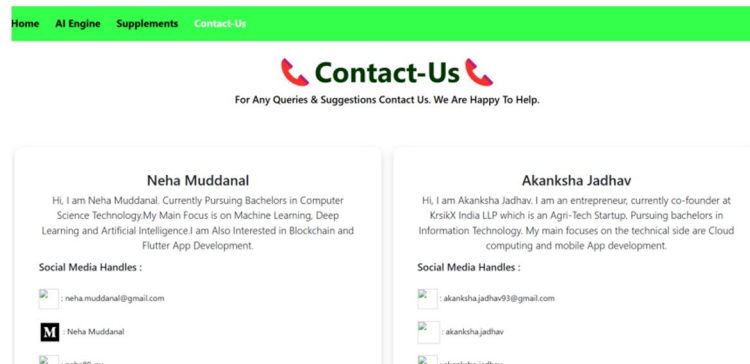 Home AI Engine Supplements Contact-Us
Contact-Us
For Any Queries & Suggestions Contact Us. We Are Happy To Help.
Neha Muddanal
Hi, I am Neha Muddanal. Currently Pursuing Bachelors in Computer
Science Technology.My Main Focus is on Machine Learning, Deep
Learning and Artificial Intelligence.I am Also Interested in Blockchain and
Flutter App Development.
Social Media Handles :
: neha.muddanal@gmail.com
M : Neha Muddanal
Akanksha Jadhav
Hi, I am Akanksha Jadhav. I am an entrepreneur, currently co-founder at
KrsikX India LLP which is an Agri-Tech Startup. Pursuing bachelors in
Information Technology. My main focuses on the technical side are Cloud
computing and mobile App development.
Social Media Handles :
: akanksha.jadhav93@gmail.com
: akanksha.jadhav